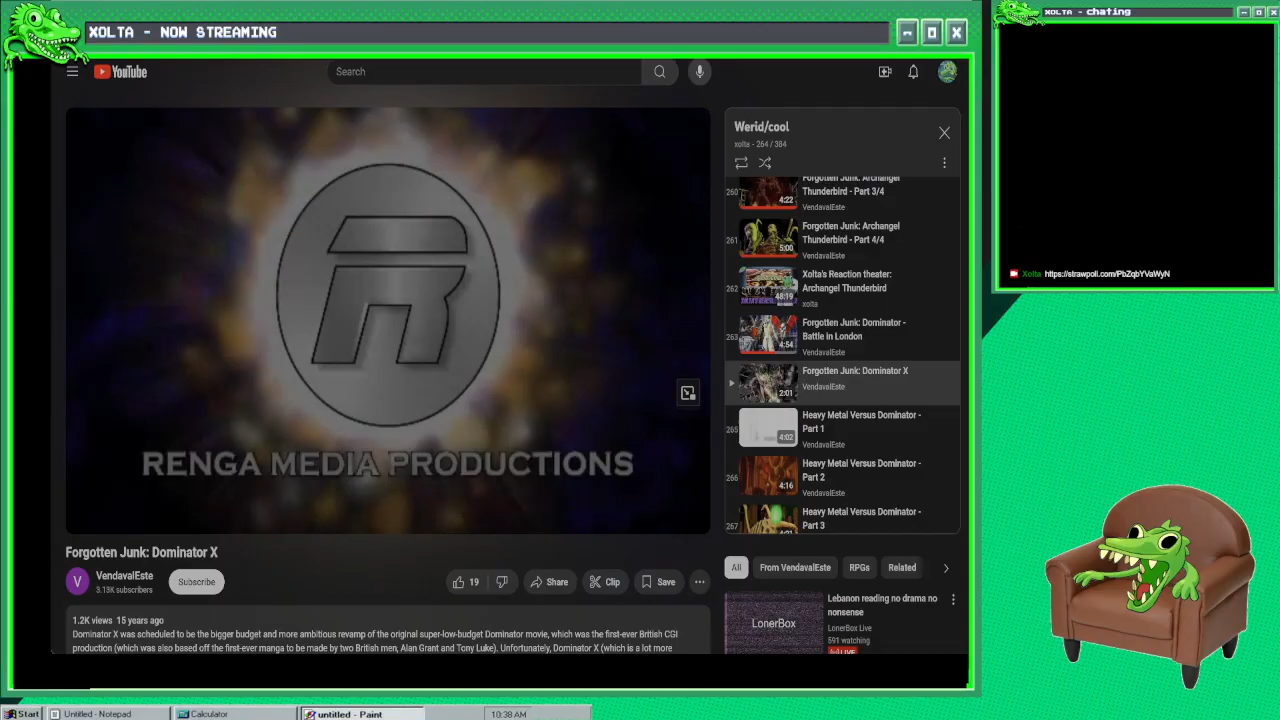 XOLTA - NOW STREAMING
XOLTA - chating
YouTube
Search
RENGA MEDIA PRODUCTIONS
Werid/cool
xolta - 264 / 384
260
4:22
Forgotten Junk: Archangel
Thunderbird - Part 3/4
VendavalEste
261
5:00
Forgotten Junk: Archangel
Thunderbird - Part 4/4
VendavalEste
262
48:19
Xolta's Reaction theater:
Archangel Thunderbird
xolta
263
4:54
Forgotten Junk: Dominator -
Battle in London
VendavalEste
2:01
Forgotten Junk: Dominator X
VendavalEste
265
4:02
Heavy Metal Versus Dominator -
Part 1
VendavalEste
266
4:16
Heavy Metal Versus Dominator -
Part 2
VendavalEste
267
Heavy Metal Versus Dominator -
Part 3
Xolta https://strawpoll.com/PbZqbYVaWyN
Forgotten Junk: Dominator X
V
VendavalEste
3.13K subscribers
Subscribe
19
Share
Clip
Save
1.2K views 15 years ago
Dominator X was scheduled to be the bigger budget and more ambitious revamp of the original super-low-budget Dominator movie, which was the first-ever British CGI
production (which was also based off the first-ever manga to be made by two British men, Alan Grant and Tony Luke). Unfortunately, Dominator X (which is a lot more
All
From VendavalEste
RPGs
Related
LonerBox
Lebanon reading no drama no
nonsense
LonerBox Live
591 watching
LIVE
Start
Untitled - Notepad
Calculator
untitled - Paint
10:38 AM